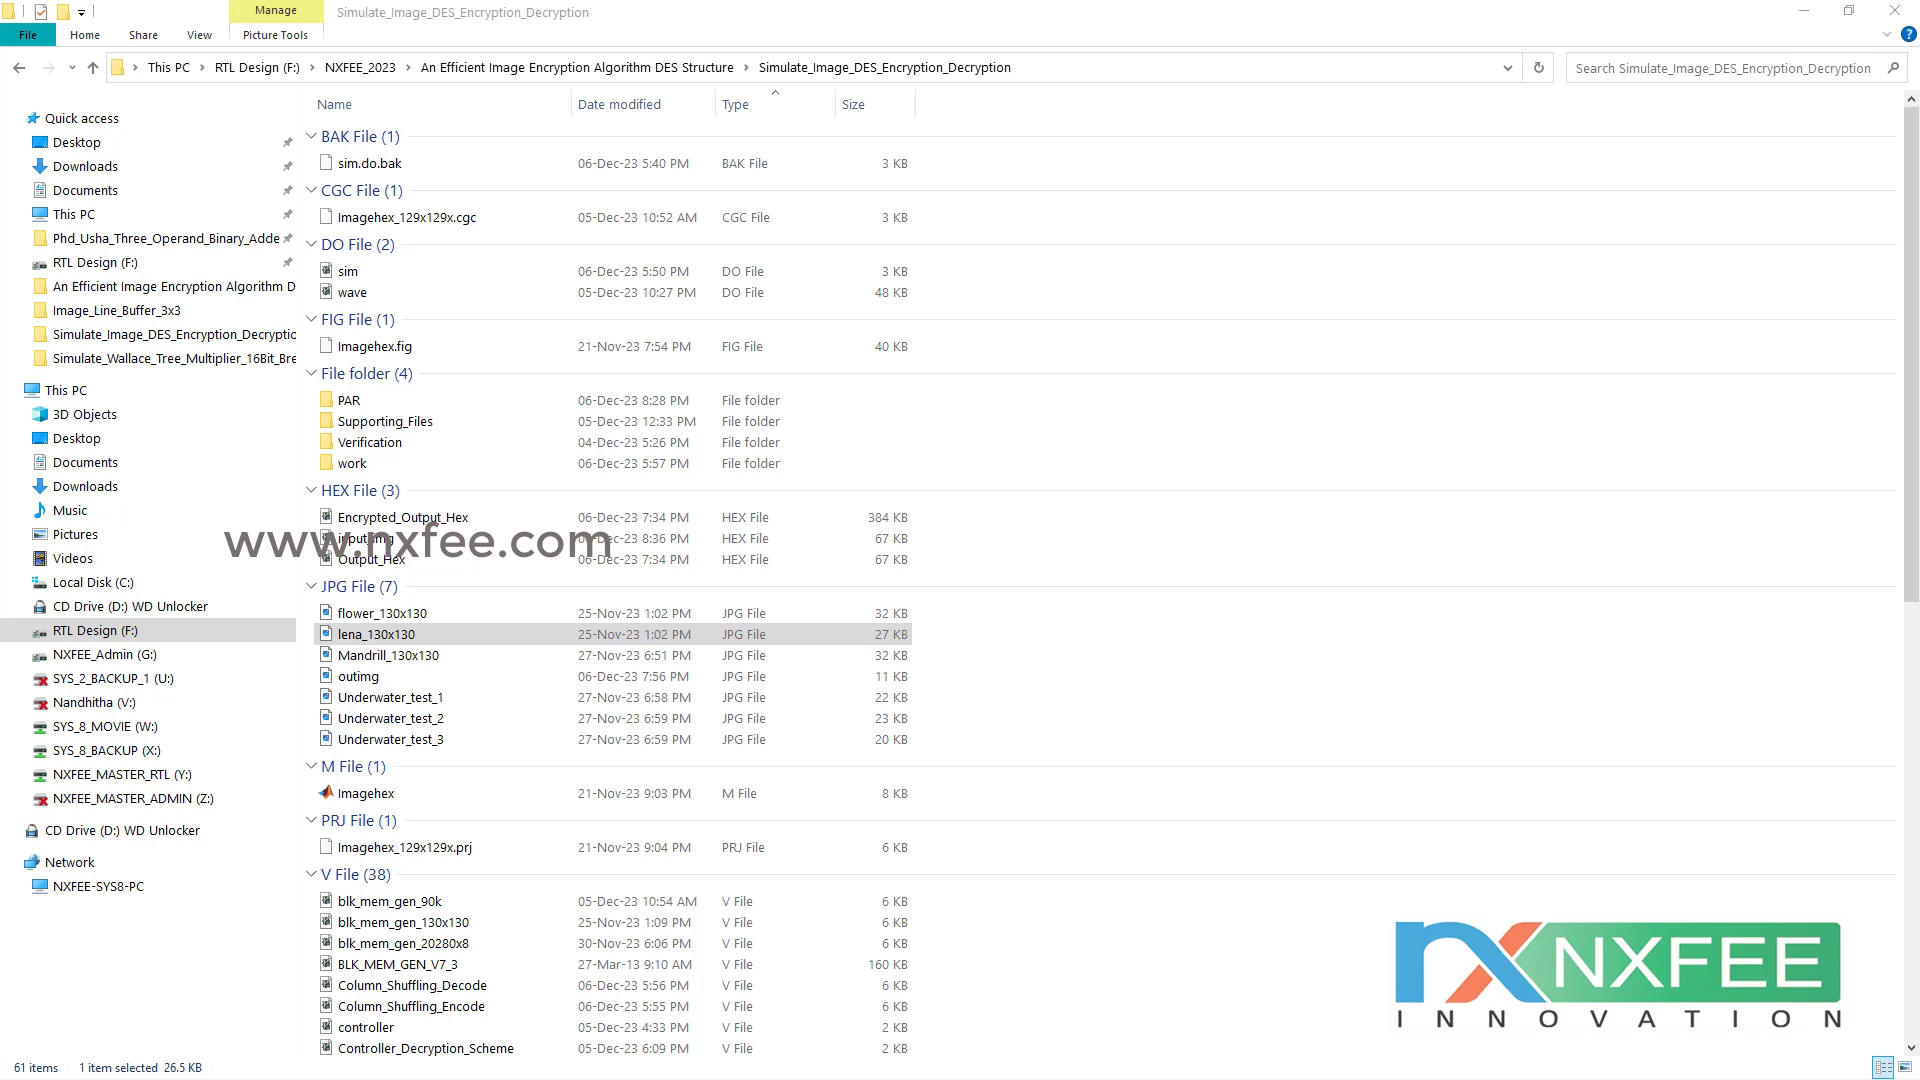 Manage
Simulate_Image_DES_Encryption_Decryption
File
Home
Share
View
Picture Tools
?
This PC
RTL Design (F:)
NXFEE_2023
An Efficient Image Encryption Algorithm DES Structure
Simulate_Image_DES_Encryption_Decryption
Search Simulate_Image_DES_Encryption_Decryption
Quick access
Desktop
Downloads
Documents
This PC
Phd_Usha_Three_Operand_Binary_Adde
RTL Design (F:)
An Efficient Image Encryption Algorithm D
Image_Line_Buffer_3x3
Simulate_Image_DES_Encryption_Decryptio
Simulate_Wallace_Tree_Multiplier_16Bit_Bre
This PC
3D Objects
Desktop
Documents
Downloads
Music
Pictures
Videos
Local Disk (C:)
CD Drive (D:) WD Unlocker
RTL Design (F:)
NXFEE_Admin (G:)
SYS_2_BACKUP_1 (U:)
Nandhitha (V:)
SYS_8_MOVIE (W:)
SYS_8_BACKUP (X:)
NXFEE_MASTER_RTL (Y:)
NXFEE_MASTER_ADMIN (Z:)
CD Drive (D:) WD Unlocker
Network
NXFEE-SYS8-PC
Name Date modified Type Size
BAK File (1)
sim.do.bak 06-Dec-23 5:40 PM BAK File 3 KB
CGC File (1)
Imagehex_129x129x.cgc 05-Dec-23 10:52 AM CGC File 3 KB
DO File (2)
sim 06-Dec-23 5:50 PM DO File 3 KB
wave 05-Dec-23 10:27 PM DO File 48 KB
FIG File (1)
Imagehex.fig 21-Nov-23 7:54 PM FIG File 40 KB
File folder (4)
PAR 06-Dec-23 8:28 PM File folder
Supporting_Files 05-Dec-23 12:33 PM File folder
Verification 04-Dec-23 5:26 PM File folder
work 06-Dec-23 5:57 PM File folder
HEX File (3)
Encrypted_Output_Hex 06-Dec-23 7:34 PM HEX File 384 KB
input_img 06-Dec-23 8:36 PM HEX File 67 KB
Output_Hex 06-Dec-23 7:34 PM HEX File 67 KB
www.nxfee.com
JPG File (7)
flower_130x130 25-Nov-23 1:02 PM JPG File 32 KB
lena_130x130 25-Nov-23 1:02 PM JPG File 27 KB
Mandrill_130x130 27-Nov-23 6:51 PM JPG File 32 KB
outimg 06-Dec-23 7:56 PM JPG File 11 KB
Underwater_test_1 27-Nov-23 6:58 PM JPG File 22 KB
Underwater_test_2 27-Nov-23 6:59 PM JPG File 23 KB
Underwater_test_3 27-Nov-23 6:59 PM JPG File 20 KB
M File (1)
Imagehex 21-Nov-23 9:03 PM M File 8 KB
PRJ File (1)
Imagehex_129x129x.prj 21-Nov-23 9:04 PM PRJ File 6 KB
V File (38)
blk_mem_gen_90k 05-Dec-23 10:54 AM V File 6 KB
blk_mem_gen_130x130 25-Nov-23 1:09 PM V File 6 KB
blk_mem_gen_20280x8 30-Nov-23 6:06 PM V File 6 KB
BLK_MEM_GEN_V7_3 27-Mar-13 9:10 AM V File 160 KB
Column_Shuffling_Decode 06-Dec-23 5:56 PM V File 6 KB
Column_Shuffling_Encode 06-Dec-23 5:55 PM V File 6 KB
controller 05-Dec-23 4:33 PM V File 2 KB
Controller_Decryption_Scheme 05-Dec-23 6:09 PM V File 2 KB
NXFEE
INNOVATION
61 items 1 item selected 26.5 KB